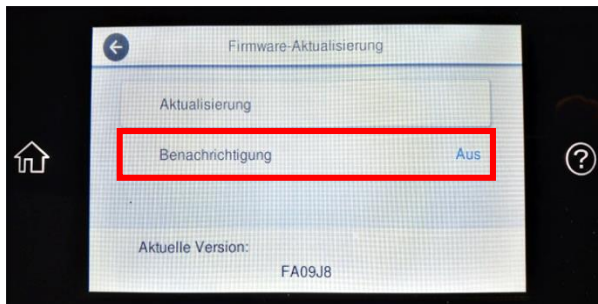 Firmware-Aktualisierung
Aktualisierung
Benachrichtigung Aus
Aktuelle Version:
FA09J8
?